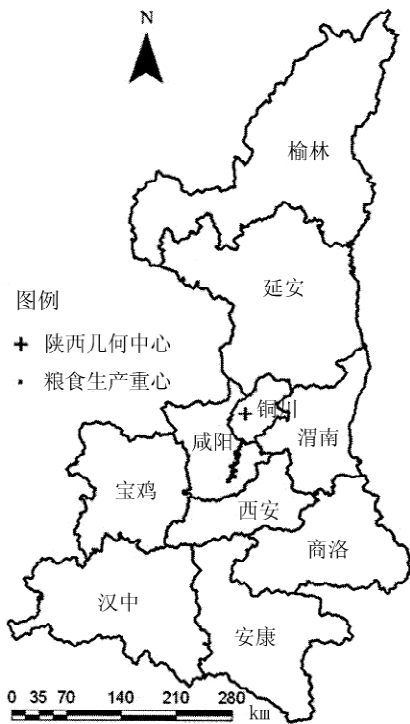 N
榆林
延安
图例
陕西几何中心
粮食生产重心
铜川
咸阳
渭南
宝鸡
西安
商洛
汉中
安康
0 35 70 140 210 280 km